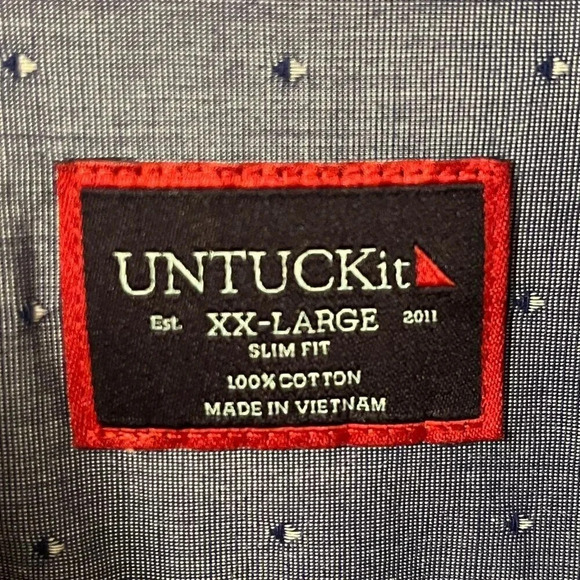 UNTUCKit
Est. XX-LARGE 2011
SLIM FIT
100% COTTON
MADE IN VIETNAM